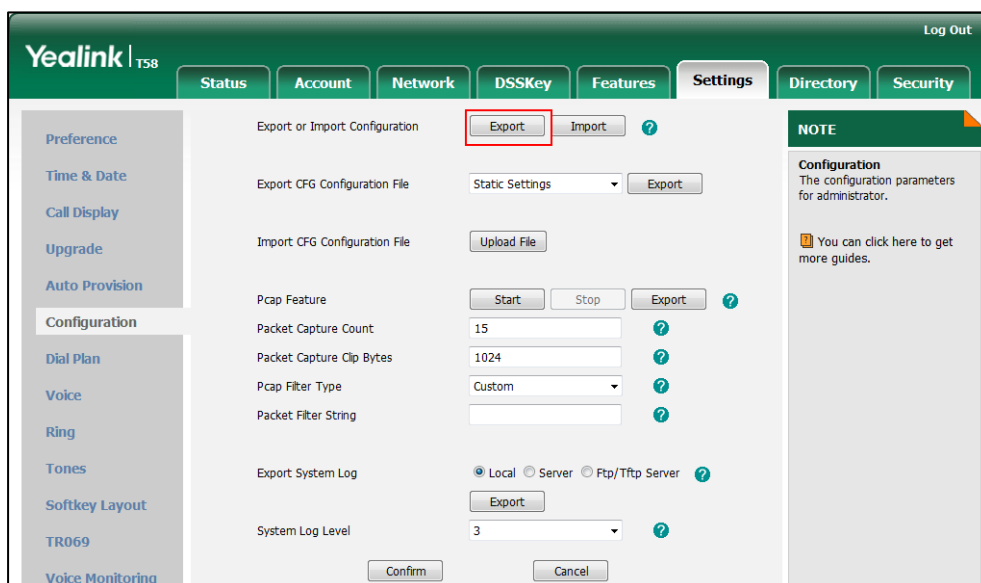 Log Out
Yealink | T58
Status Account Network DSSKey Features Settings Directory Security
Preference
Time & Date
Call Display
Upgrade
Auto Provision
Configuration
Dial Plan
Voice
Ring
Tones
Softkey Layout
TR069
Voice Monitoring
Export or Import Configuration Export Import ?
Export CFG Configuration File Static Settings Export
Import CFG Configuration File Upload File
Pcap Feature Start Stop Export ?
Packet Capture Count 15 ?
Packet Capture Clip Bytes 1024 ?
Pcap Filter Type Custom ?
Packet Filter String ?
Export System Log Local Server Ftp/Tftp Server ?
Export
System Log Level 3 ?
Confirm Cancel
NOTE
Configuration
The configuration parameters
for administrator.
? You can click here to get
more guides.